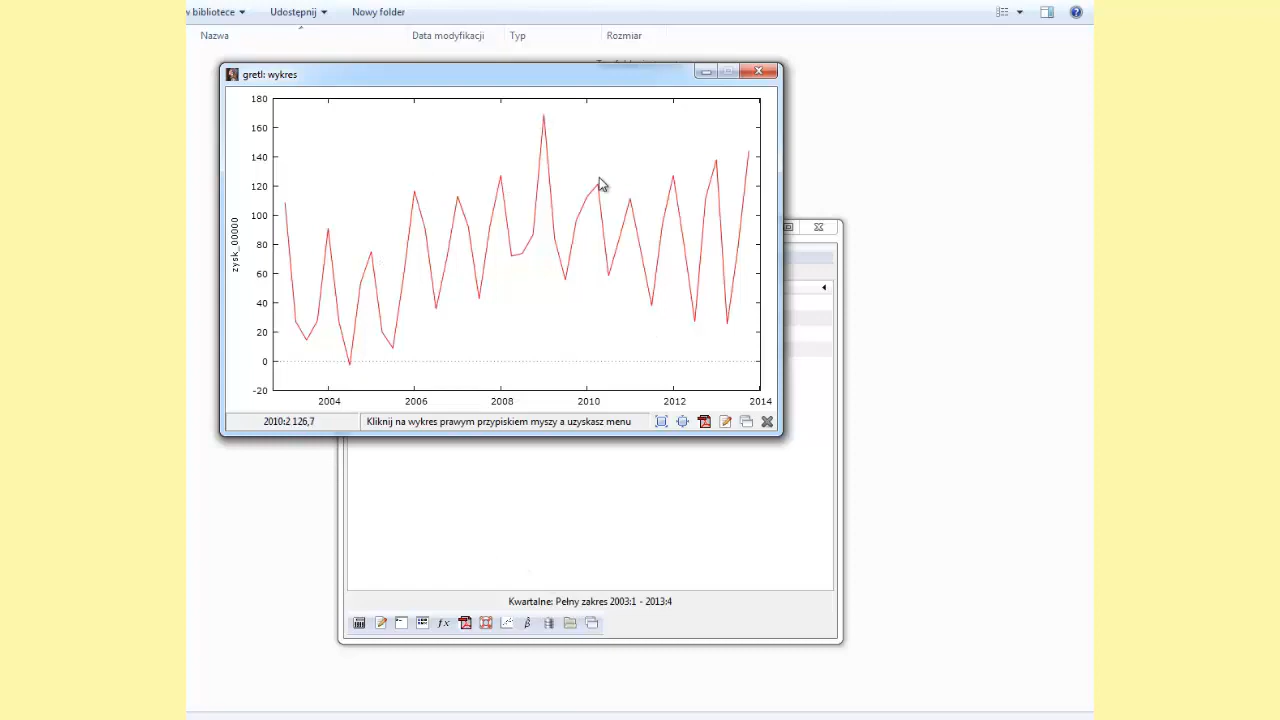 w bibliotece Udostępnij Nowy folder
Nazwa Data modyfikacji Typ Rozmiar
gretl: wykres
180
160
140
120
100
80
60
40
20
0
-20
zysk_00000
2004 2006 2008 2010 2012 2014
2010:2 126,7 Kliknij na wykres prawym przypiskiem myszy a uzyskasz menu
Kwartalne: Pełny zakres 2003:1 - 2013:4
fx β